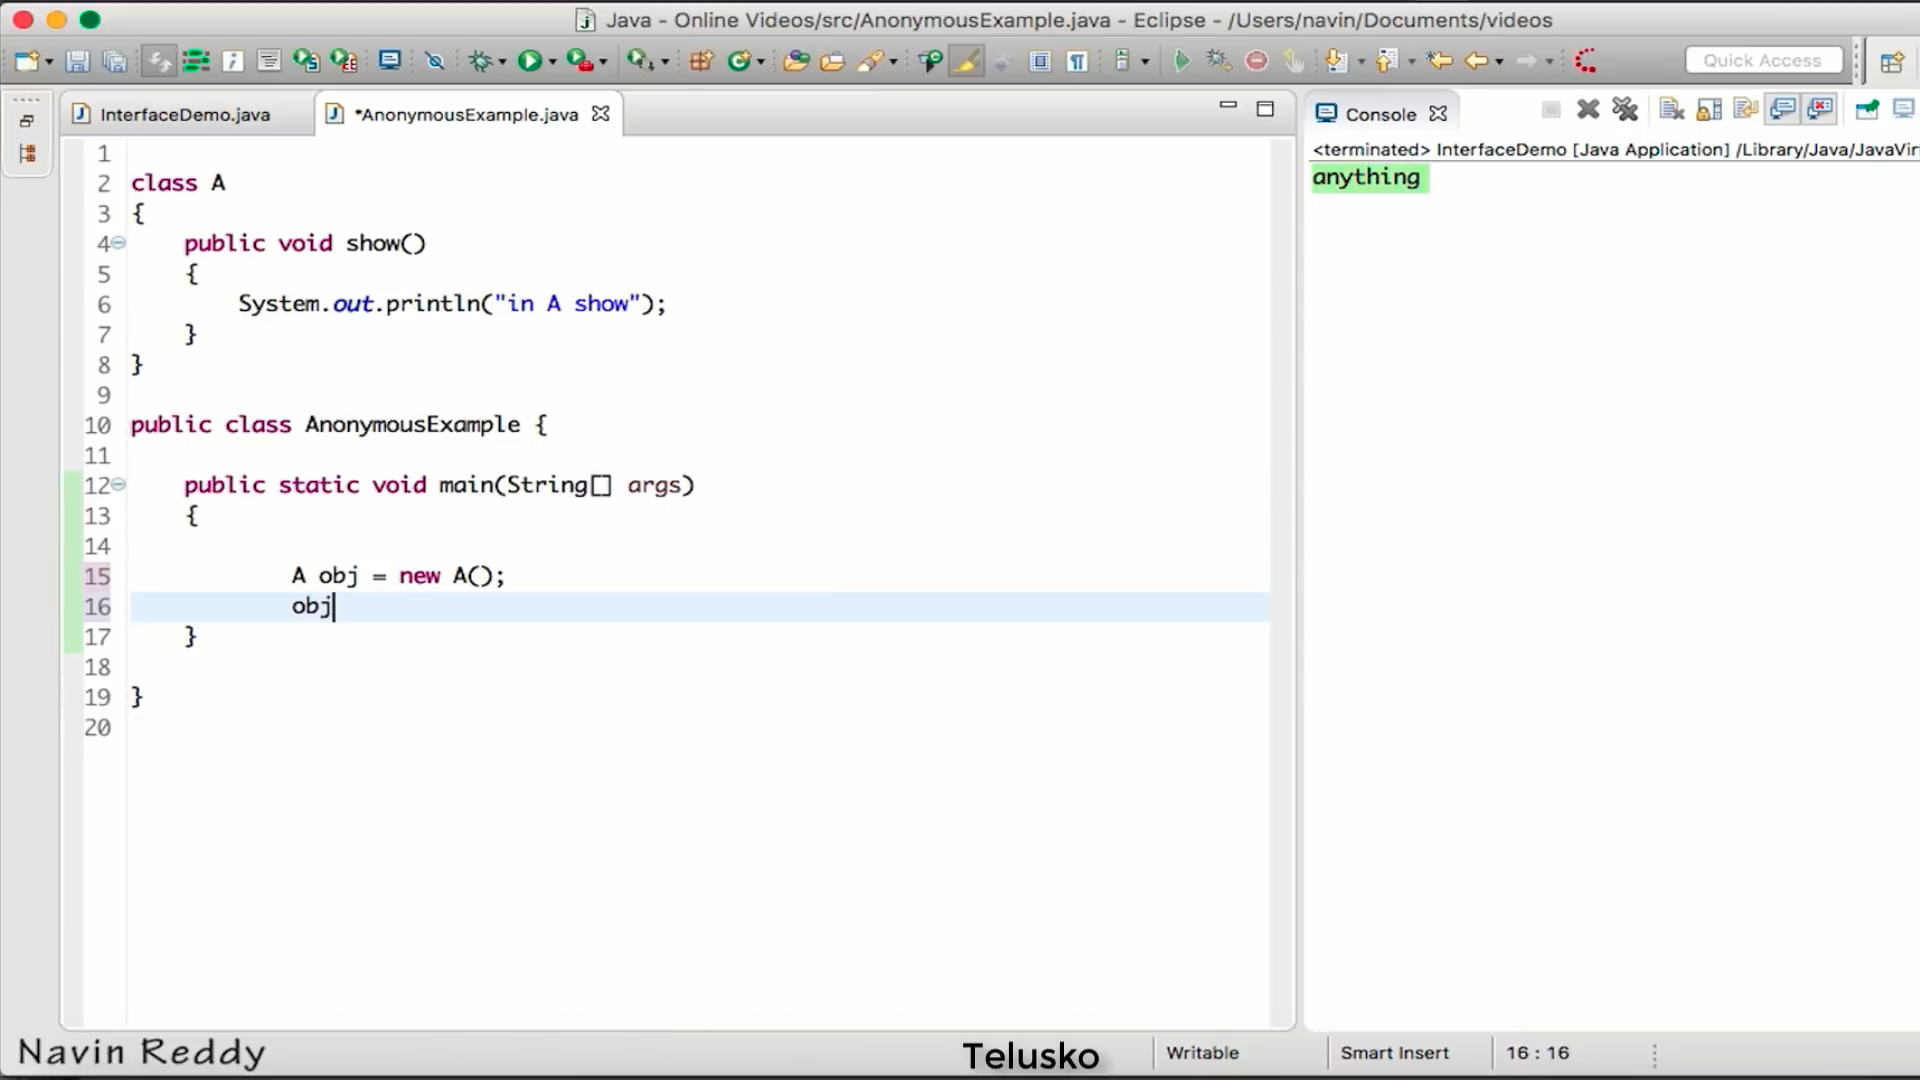 Java - Online Videos/src/AnonymousExample.java - Eclipse - /Users/navin/Documents/videos
Quick Access
InterfaceDemo.java
*AnonymousExample.java
Console
<terminated> InterfaceDemo [Java Application] /Library/Java/JavaVir
anything
1
2 class A
3 {
4 public void show()
5 {
6 System.out.println("in A show");
7 }
8 }
9
10 public class AnonymousExample {
11
12 public static void main(String[] args)
13 {
14
15 A obj = new A();
16 obj
17 }
18
19 }
20
Navin Reddy
Telusko
Writable
Smart Insert
16 : 16